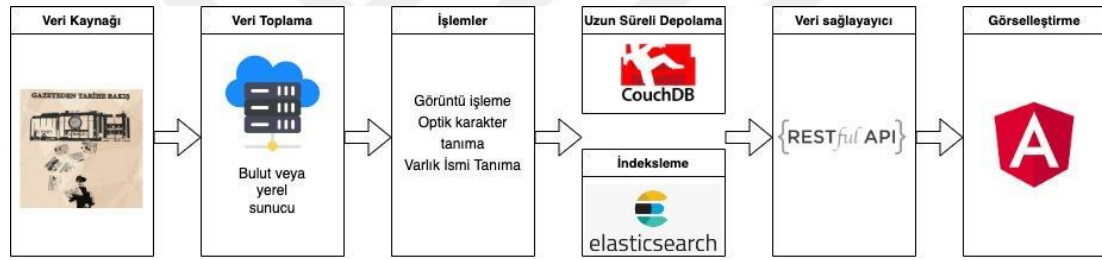 Veri Kaynağı
GAZETEDEN TARİHE BAKIŞ
Veri Toplama
Bulut veya
yerel
sunucu
İşlemler
Görüntü işleme
Optik karakter
tanıma
Varlık İsmi Tanıma
Uzun Süreli Depolama
CouchDB
İndeksleme
elasticsearch
Veri sağlayayici
{RESTful API}
Görselleştirme
A